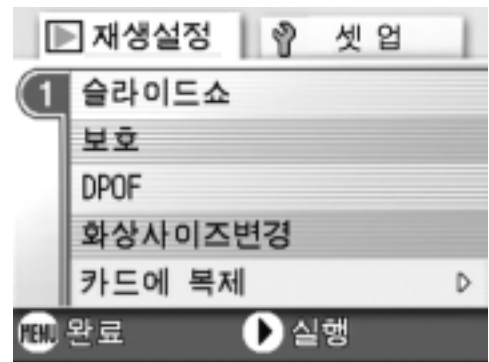 재생설정 셋 업
1 슬라이드쇼
보호
DPOF
화상사이즈변경
카드에 복제
MENU 완료 실행